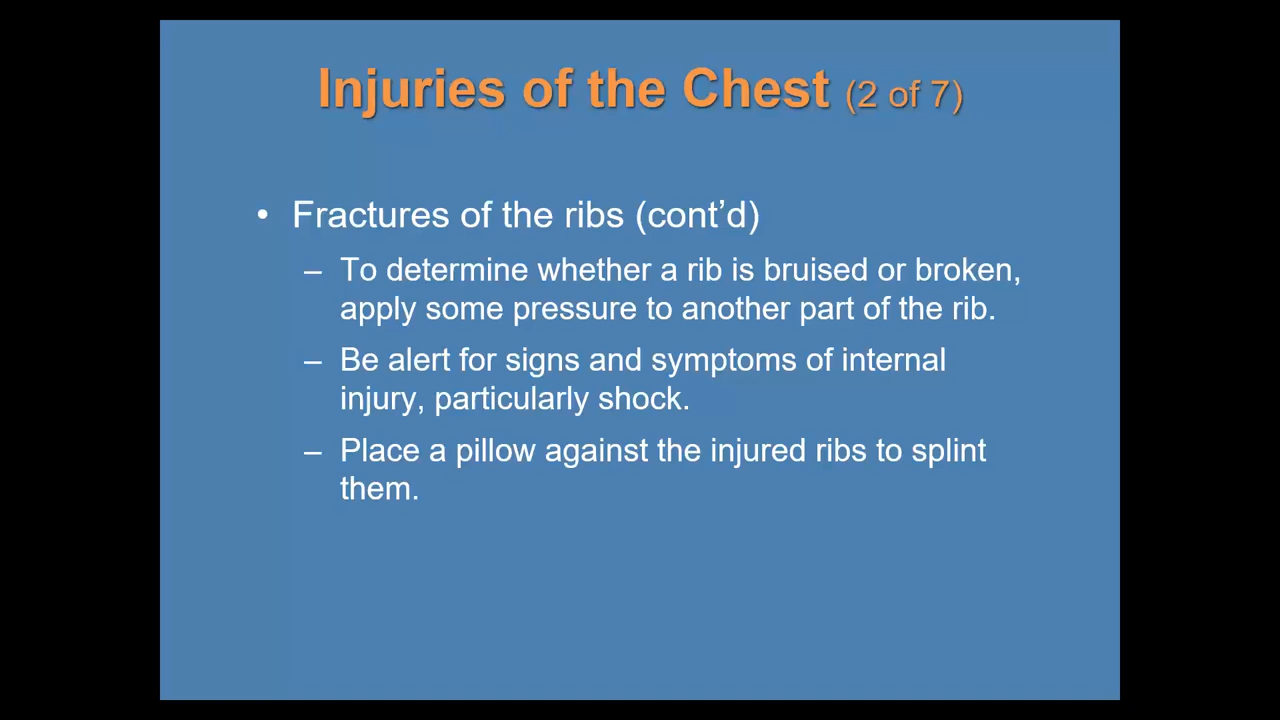 Injuries of the Chest (2 of 7)
• Fractures of the ribs (cont’d)
– To determine whether a rib is bruised or broken,
apply some pressure to another part of the rib.
– Be alert for signs and symptoms of internal
injury, particularly shock.
– Place a pillow against the injured ribs to splint
them.